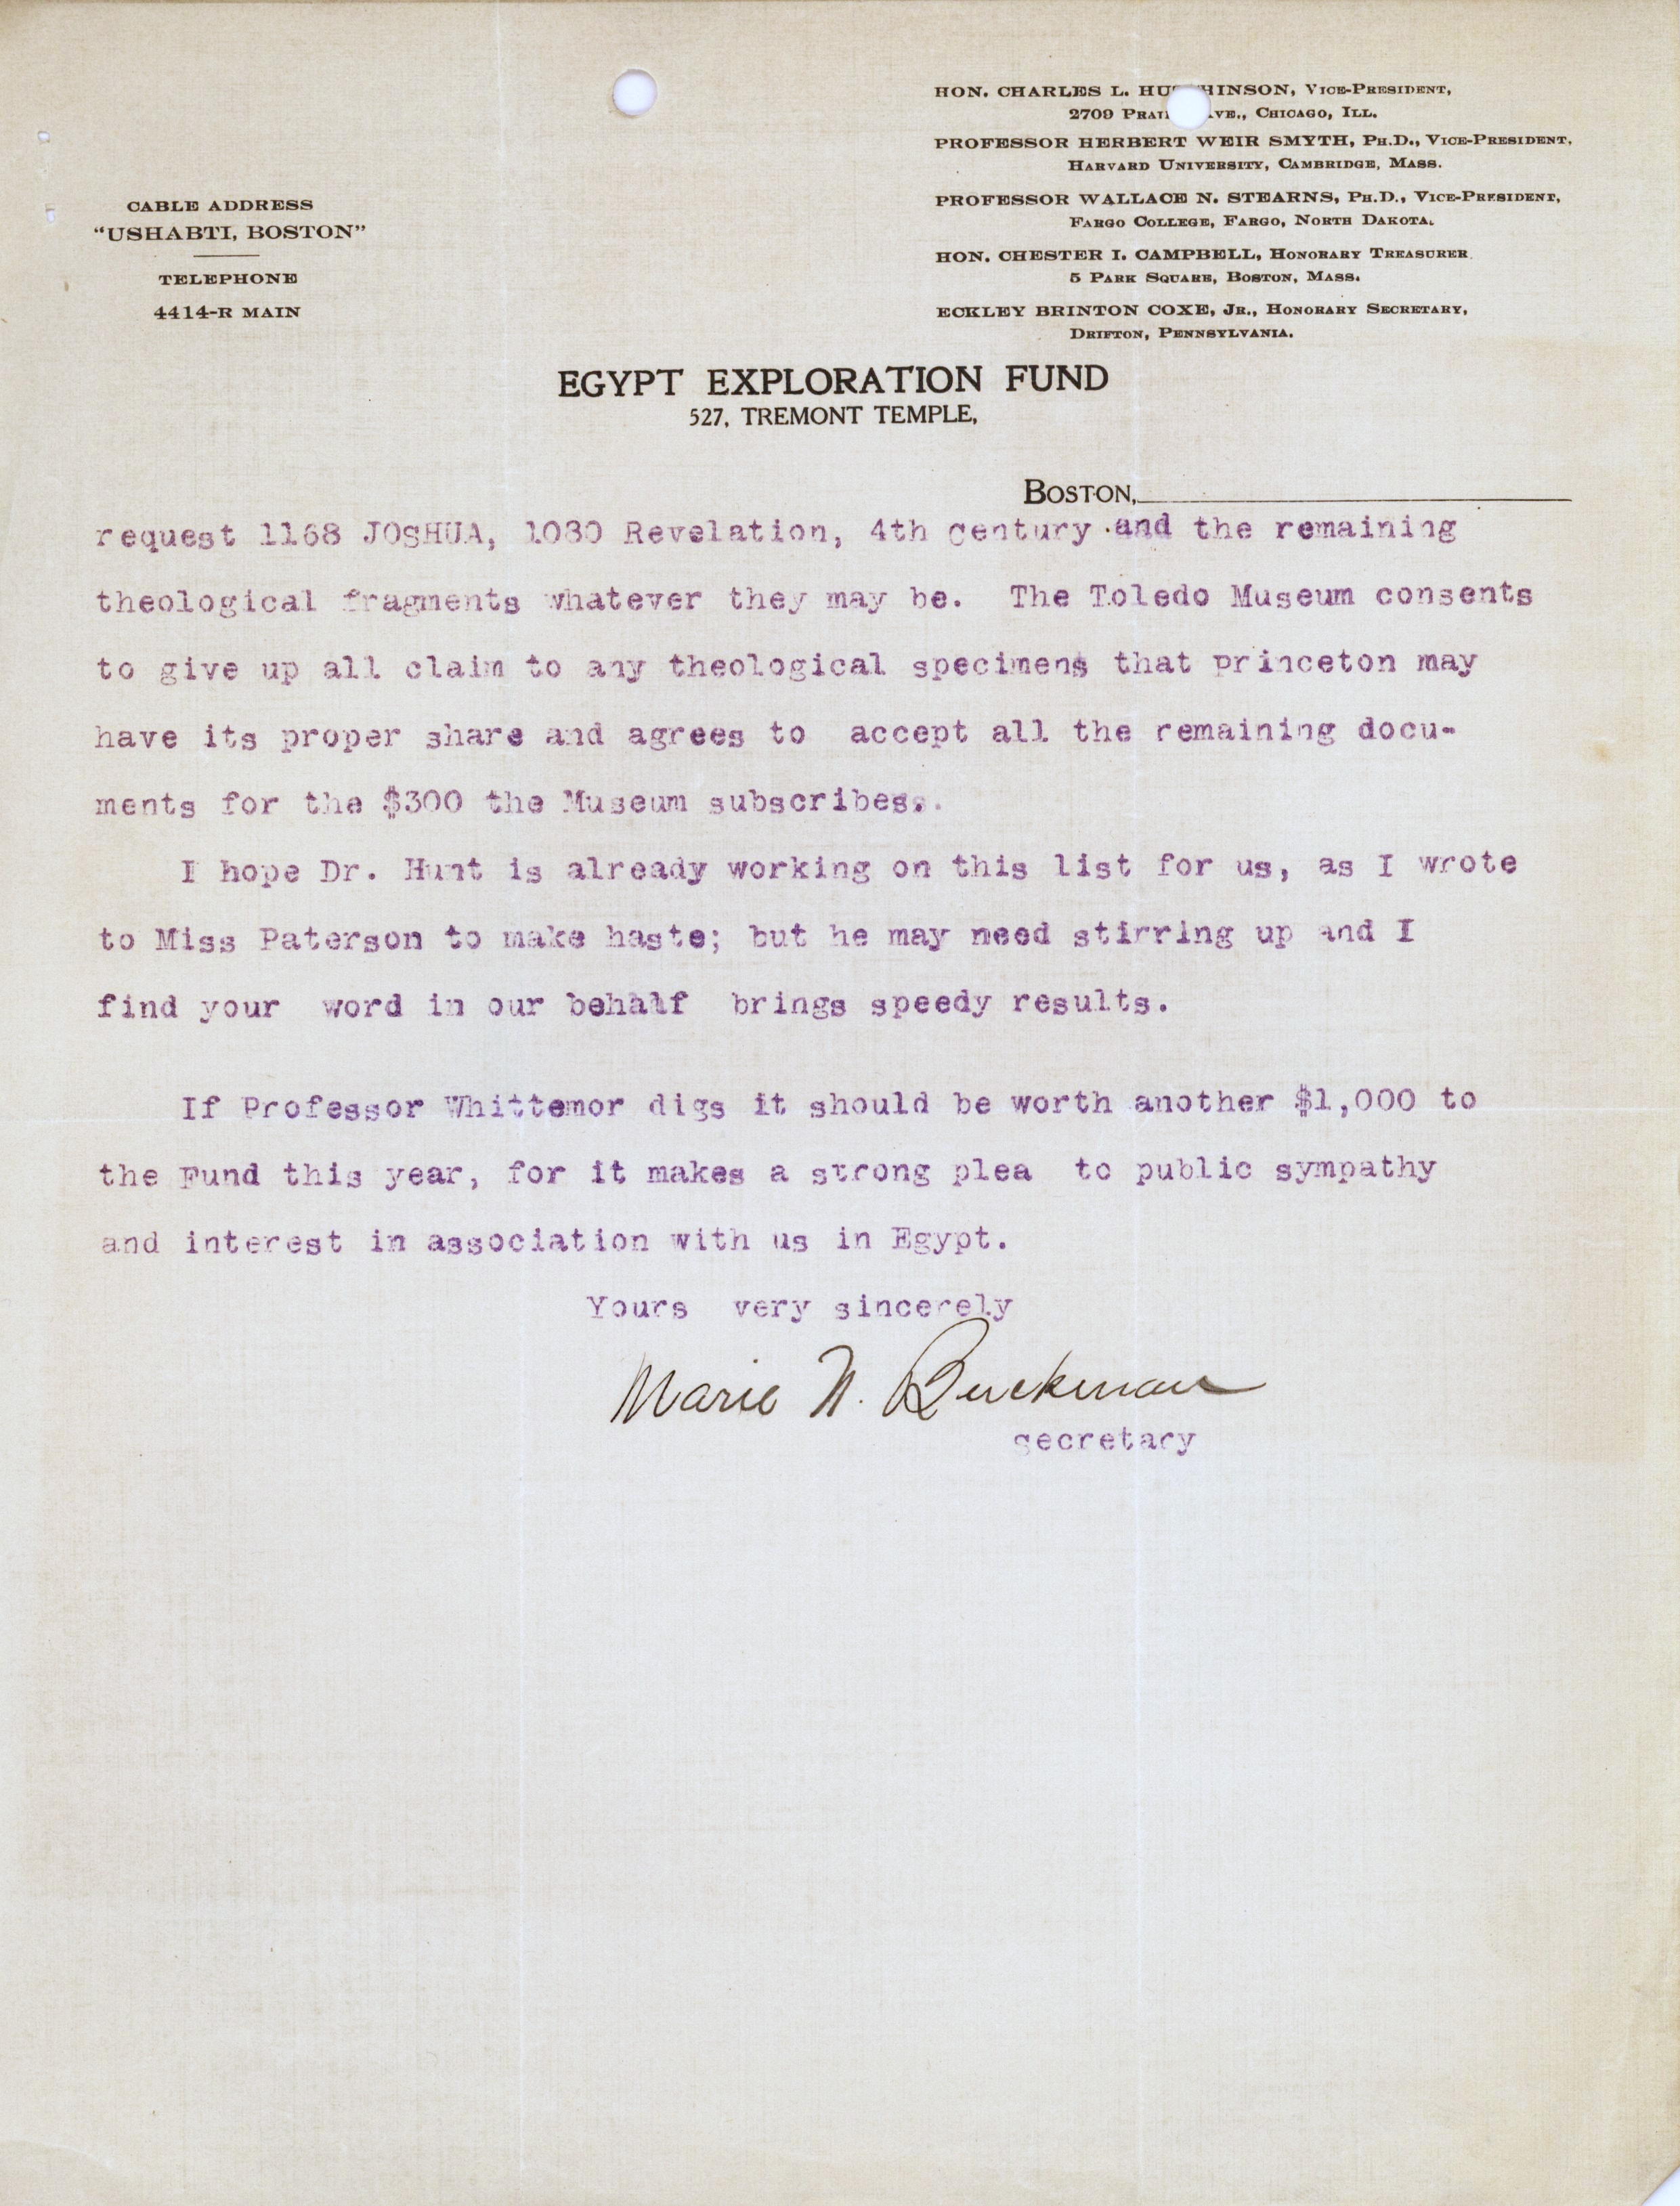 HON. CHARLES L. HU HINSON, VICE-PRESIDENT,
2709 PRAI VE., CHICAGO, ILL.
PROFESSOR HERBERT WEIR SMYTH, PH.D., VICE-PRESIDENT,
HARVARD UNIVERSITY, CAMBRIDGE, MASS.
PROFESSOR WALLACE N. STEARNS, PH.D., VICE-PRESIDENT,
FARGO COLLEGE, FARGO, NORTH DAKOTA.
HON. CHESTER I. CAMPBELL, HONORARY TREASURER
5 PARK SQUARE, BOSTON, MASS.
ECKLEY BRINTON COXE, JR., HONORARY SECRETARY,
DRIFTON, PENNSYLVANIA.
CABLE ADDRESS
"USHABTI, BOSTON"
TELEPHONE
4414-R MAIN
EGYPT EXPLORATION FUND
527, TREMONT TEMPLE,
BOSTON,
request 1168 JOSHUA, 1080 Revelation, 4th Century and the remaining
theological fragments whatever they may be. The Toledo Museum consents
to give up all claim to any theological specimens that Princeton may
have its proper share and agrees to accept all the remaining docu-
ments for the $300 the Museum subscribes.
I hope Dr. Hunt is already working on this list for us, as I wrote
to Miss Paterson to make haste; but he may need stirring up and I
find your word in our behalf brings speedy results.
If Professor Whittemor digs it should be worth another $1,000 to
the Fund this year, for it makes a strong plea to public sympathy
and interest in association with us in Egypt.
Yours very sincerely
Marie N. Buckman
Secretary